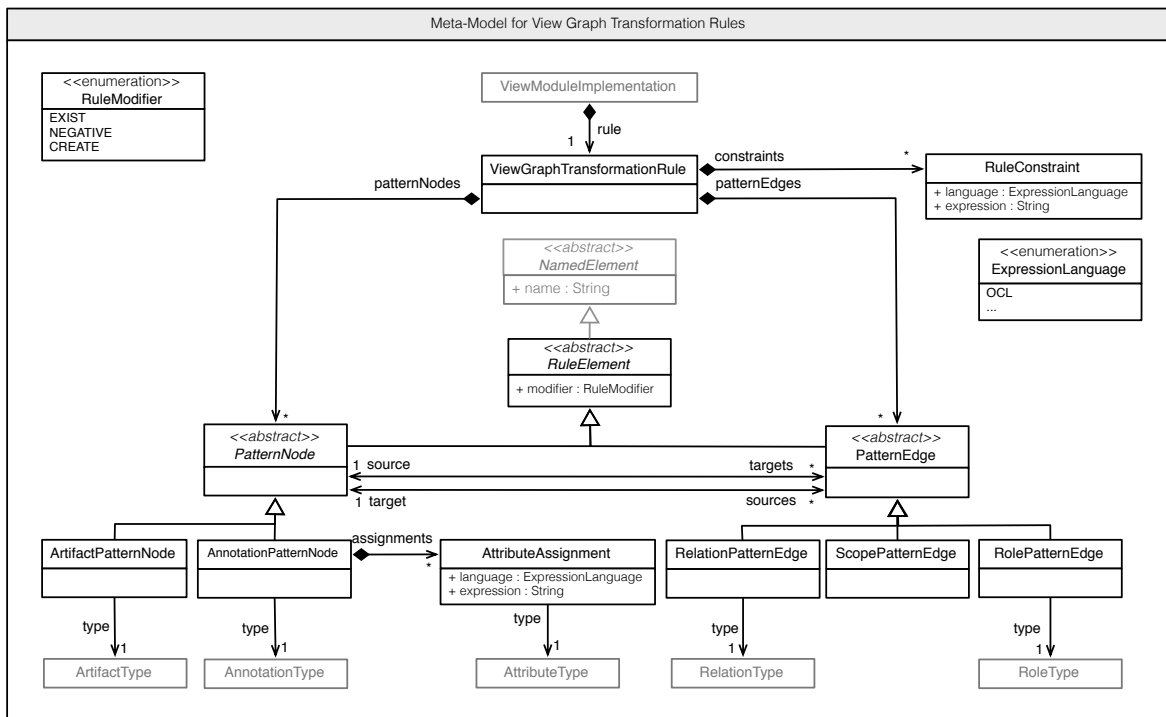 Meta-Model for View Graph Transformation Rules
<<enumeration>>
RuleModifier
EXIST
NEGATIVE
CREATE
ViewModuleImplementation
1
rule
ViewGraphTransformationRule
constraints
*
patternNodes
patternEdges
RuleConstraint
+ language : ExpressionLanguage
+ expression : String
<<abstract>>
NamedElement
+ name : String
<<enumeration>>
ExpressionLanguage
OCL
...
<<abstract>>
RuleElement
+ modifier : RuleModifier
*
*
<<abstract>>
PatternNode
<<abstract>>
PatternEdge
1 source
targets *
1 target
sources *
ArtifactPatternNode
AnnotationPatternNode
assignments
*
AttributeAssignment
+ language : ExpressionLanguage
+ expression : String
RelationPatternEdge
ScopePatternEdge
RolePatternEdge
type
1
type
1
type
1
type
1
type
1
ArtifactType
AnnotationType
AttributeType
RelationType
RoleType